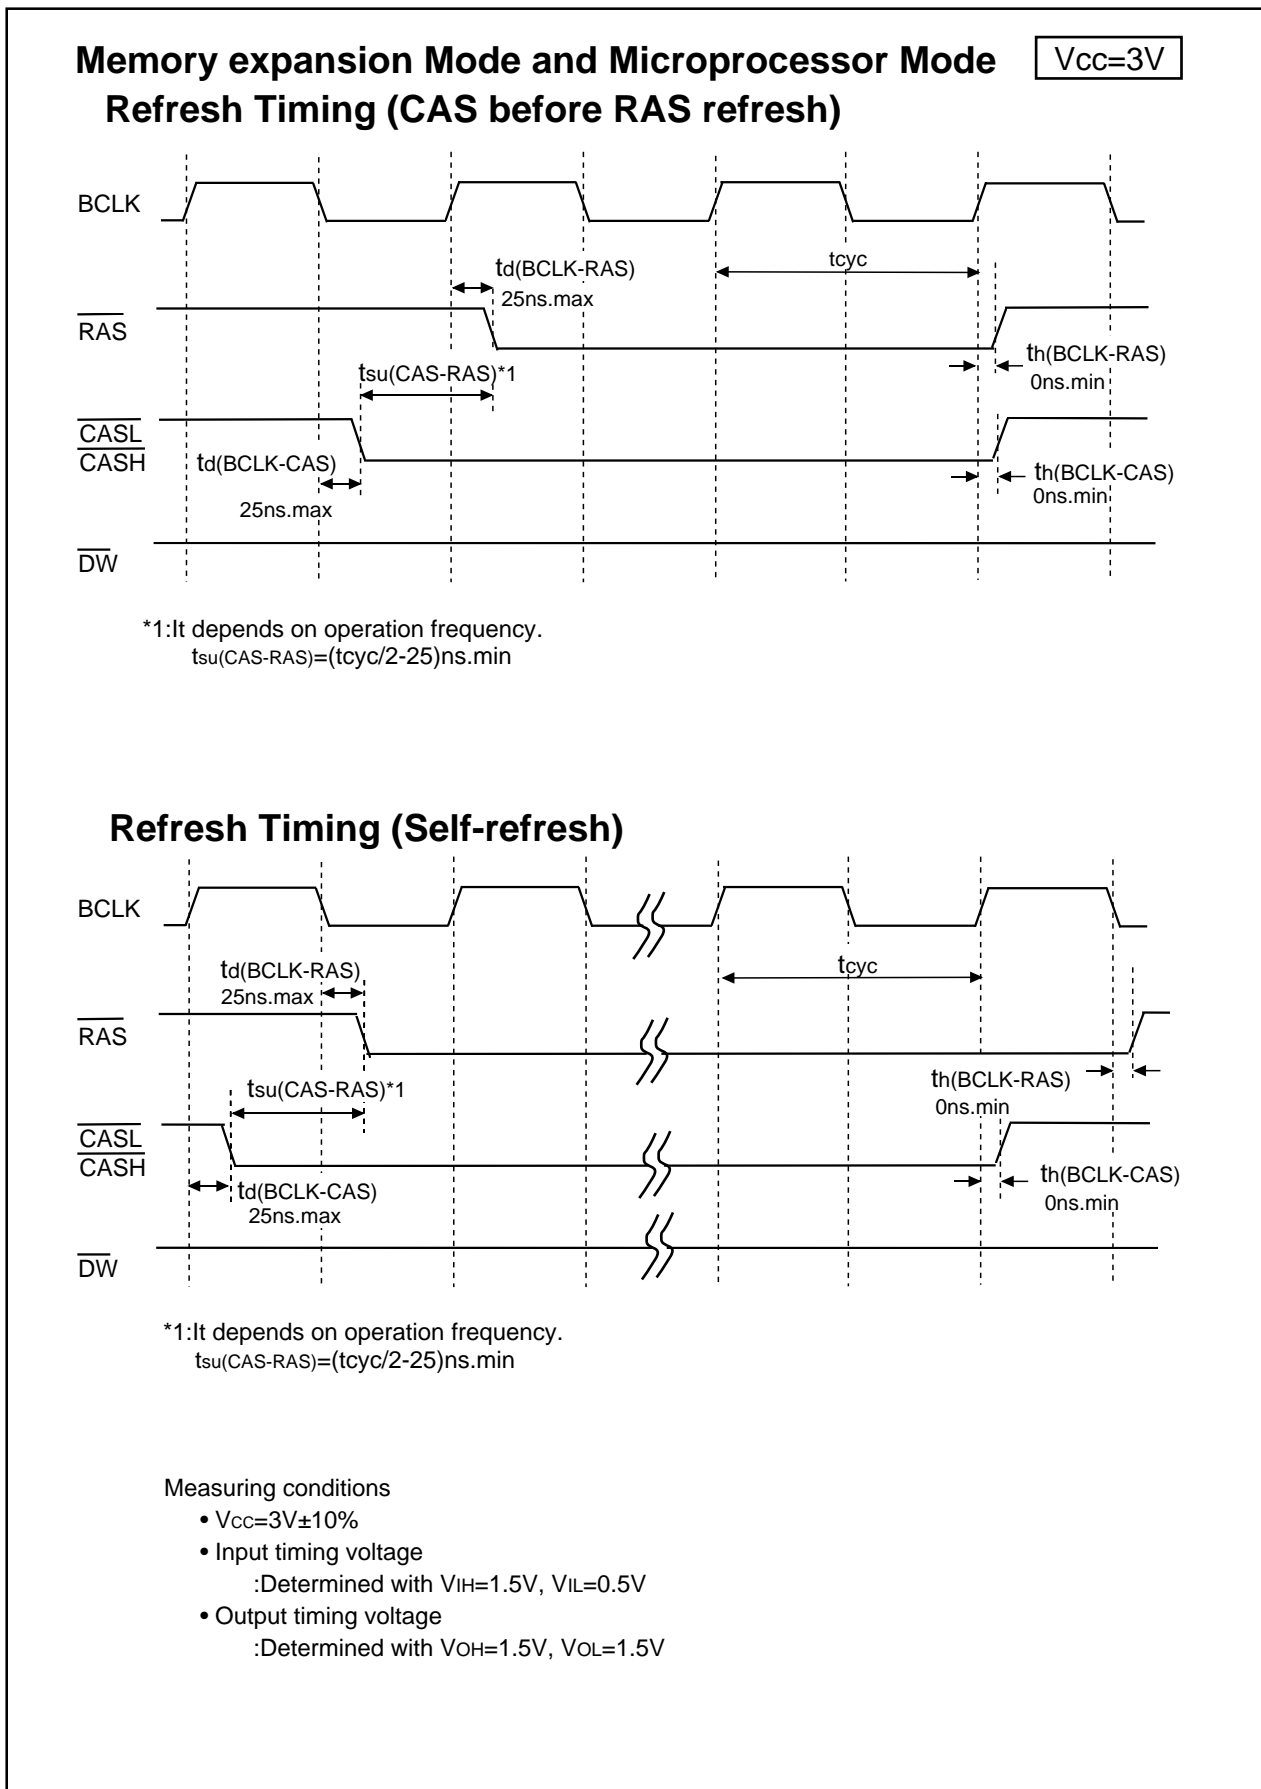 Memory expansion Mode and Microprocessor Mode
Vcc=3V
Refresh Timing (CAS before RAS refresh)
BCLK
td(BCLK-RAS)
25ns.max
tcyc
RAS
tsu(CAS-RAS)*1
th(BCLK-RAS)
0ns.min
CASL
CASH
td(BCLK-CAS)
25ns.max
th(BCLK-CAS)
0ns.min
DW
*1:It depends on operation frequency.
tsu(CAS-RAS)=(tcyc/2-25)ns.min
Refresh Timing (Self-refresh)
BCLK
td(BCLK-RAS)
25ns.max
tcyc
RAS
tsu(CAS-RAS)*1
th(BCLK-RAS)
0ns.min
CASL
CASH
td(BCLK-CAS)
25ns.max
th(BCLK-CAS)
0ns.min
DW
*1:It depends on operation frequency.
tsu(CAS-RAS)=(tcyc/2-25)ns.min
Measuring conditions
• VCC=3V±10%
• Input timing voltage
:Determined with VIH=1.5V, VIL=0.5V
• Output timing voltage
:Determined with VOH=1.5V, VOL=1.5V